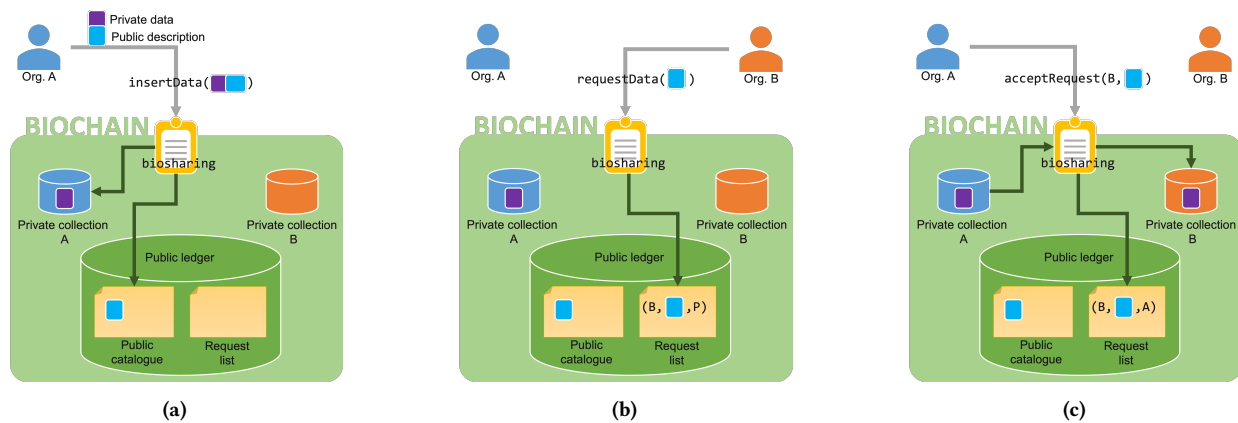 Private data
Public description
Org. A
insertData( )
BIOCHAIN
biosharing
Private collection
A
Private collection
B
Public ledger
Public
catalogue
Request
list
(a)
Org. A
Org. B
requestData( )
BIOCHAIN
biosharing
Private collection
A
Private collection
B
Public ledger
(B, ,P)
Public
catalogue
Request
list
(b)
Org. A
Org. B
acceptRequest(B, )
BIOCHAIN
biosharing
Private collection
A
Private collection
B
Public ledger
(B, ,A)
Public
catalogue
Request
list
(c)